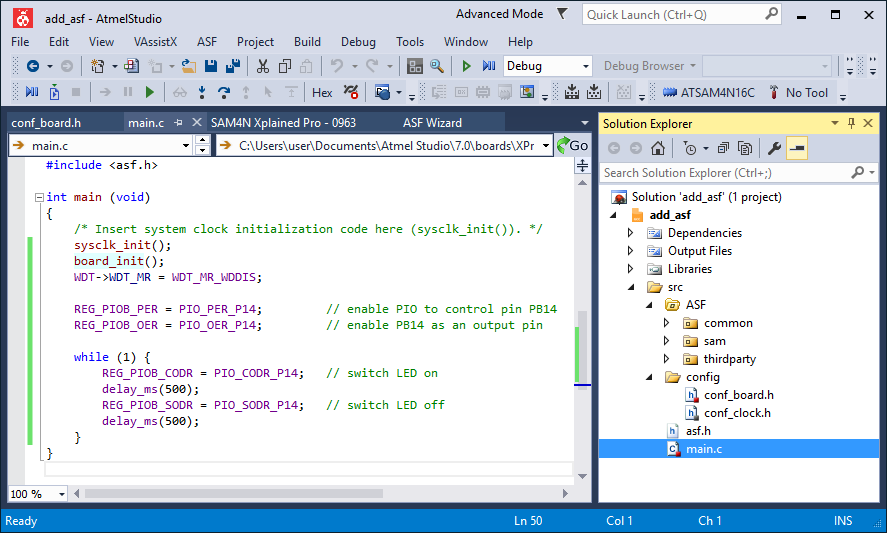 add_asf - AtmelStudio
Advanced Mode
Quick Launch (Ctrl+Q)
File Edit View VAssistX ASF Project Build Debug Tools Window Help
Debug Debug Browser
Hex ATSAM4N16C No Tool
conf_board.h main.c SAM4N Xplained Pro - 0963 ASF Wizard
main.c C:\Users\user\Documents\Atmel Studio\7.0\boards\XPr Go
#include <asf.h>
int main (void)
{
/* Insert system clock initialization code here (sysclk_init()). */
sysclk_init();
board_init();
WDT->WDT_MR = WDT_MR_WDDIS;
REG_PIOB_PER = PIO_PER_P14; // enable PIO to control pin PB14
REG_PIOB_OER = PIO_OER_P14; // enable PB14 as an output pin
while (1) {
REG_PIOB_CODR = PIO_CODR_P14; // switch LED on
delay_ms(500);
REG_PIOB_SODR = PIO_SODR_P14; // switch LED off
delay_ms(500);
}
}
100 %
Solution Explorer
Search Solution Explorer (Ctrl+;)
Solution 'add_asf' (1 project)
add_asf
Dependencies
Output Files
Libraries
src
ASF
common
sam
thirdparty
config
conf_board.h
conf_clock.h
asf.h
main.c
Ready Ln 50 Col 1 Ch 1 INS